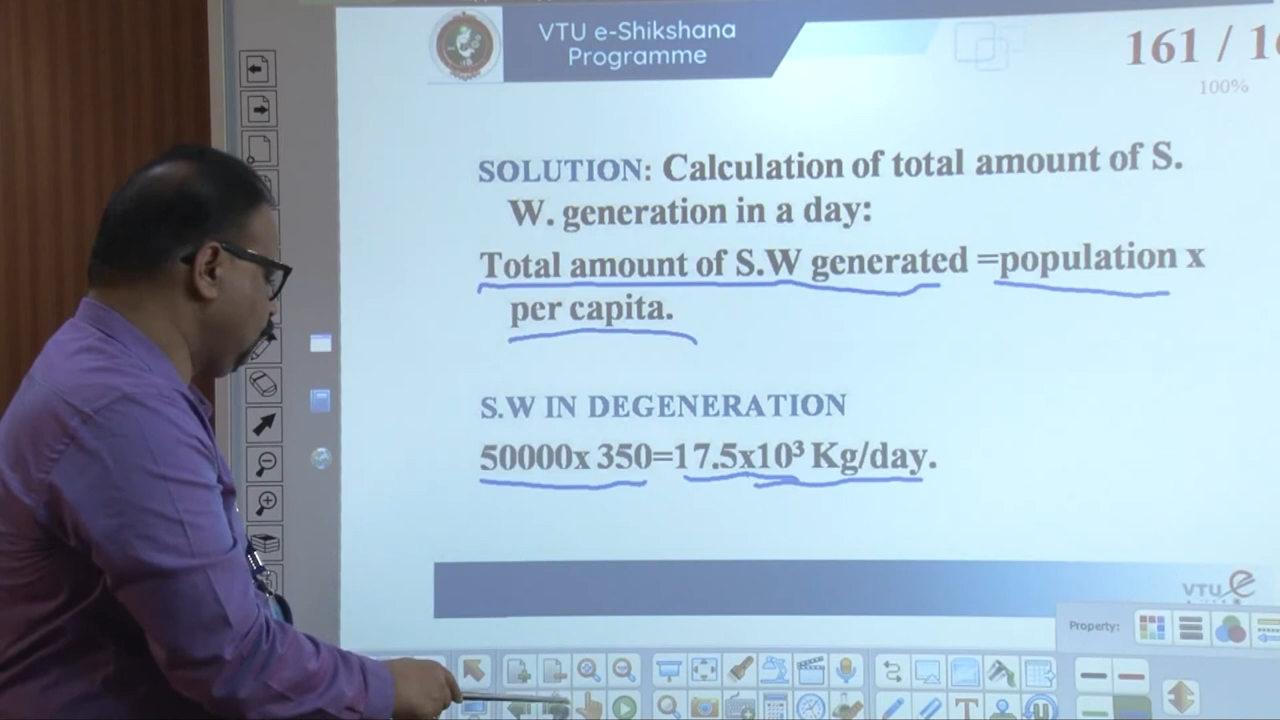 VTU e-Shikshana
Programme
161 / 16
100%
SOLUTION: Calculation of total amount of S.
W. generation in a day:
Total amount of S.W generated =population x
per capita.
S.W IN DEGENERATION
50000x 350=17.5x10³ Kg/day.
VTU e
Property: